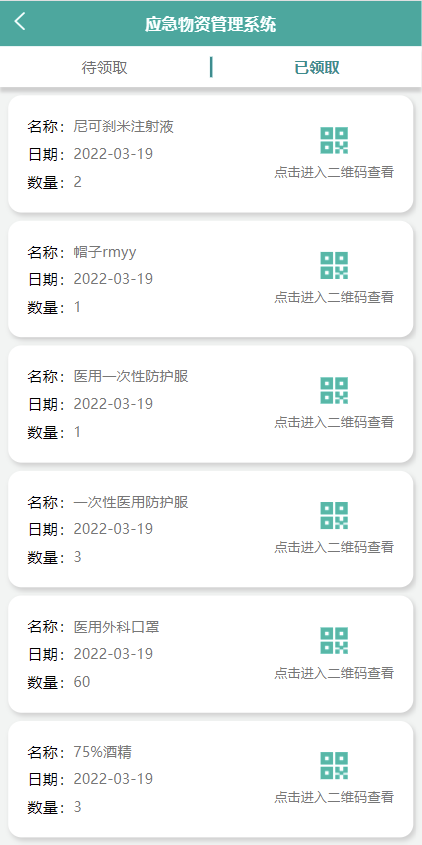 应急物资管理系统
待领取 已领取
名称：尼可刹米注射液
日期：2022-03-19
数量：2
点击进入二维码查看
名称：帽子rmyy
日期：2022-03-19
数量：1
点击进入二维码查看
名称：医用一次性防护服
日期：2022-03-19
数量：1
点击进入二维码查看
名称：一次性医用防护服
日期：2022-03-19
数量：3
点击进入二维码查看
名称：医用外科口罩
日期：2022-03-19
数量：60
点击进入二维码查看
名称：75%酒精
日期：2022-03-19
数量：3
点击进入二维码查看